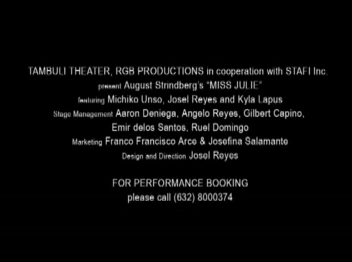 TAMBULI THEATER, RGB PRODUCTIONS in cooperation with STAFI Inc.
present August Strindberg's "MISS JULIE"
featuring Michiko Unso, Josel Reyes and Kyla Lapus
Stage Management Aaron Deniega, Angelo Reyes, Gilbert Capino,
Emir delos Santos, Ruel Domingo
Marketing Franco Francisco Arce & Josefina Salamante
Design and Direction Josel Reyes
FOR PERFORMANCE BOOKING
please call (632) 8000374